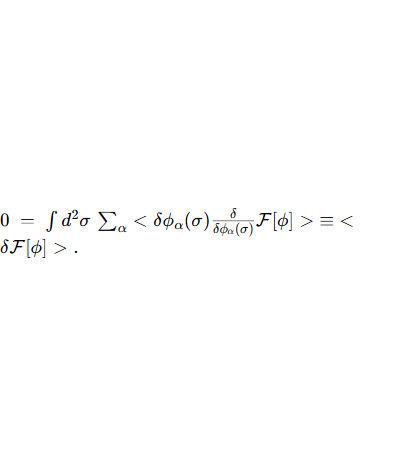 0 = ∫ d²σ ∑_α < δϕ_α(σ) δ/δϕ_α(σ) ℱ[ϕ] > ≡ <
δℱ[ϕ] > .